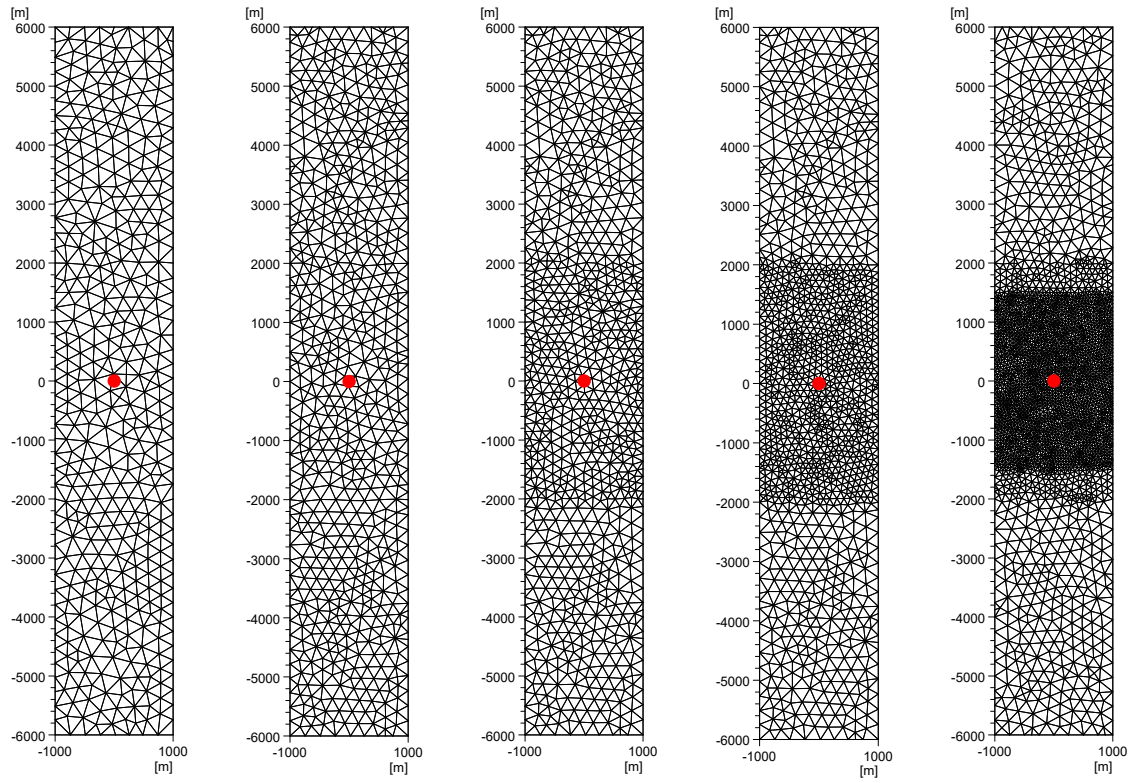 [m] [m] [m] [m] [m]
6000 6000 6000 6000 6000
5000 5000 5000 5000 5000
4000 4000 4000 4000 4000
3000 3000 3000 3000 3000
2000 2000 2000 2000 2000
1000 1000 1000 1000 1000
0 0 0 0 0
-1000 -1000 -1000 -1000 -1000
-2000 -2000 -2000 -2000 -2000
-3000 -3000 -3000 -3000 -3000
-4000 -4000 -4000 -4000 -4000
-5000 -5000 -5000 -5000 -5000
-6000 -6000 -6000 -6000 -6000
-1000 1000 -1000 1000 -1000 1000 -1000 1000 -1000 1000
[m] [m] [m] [m] [m]